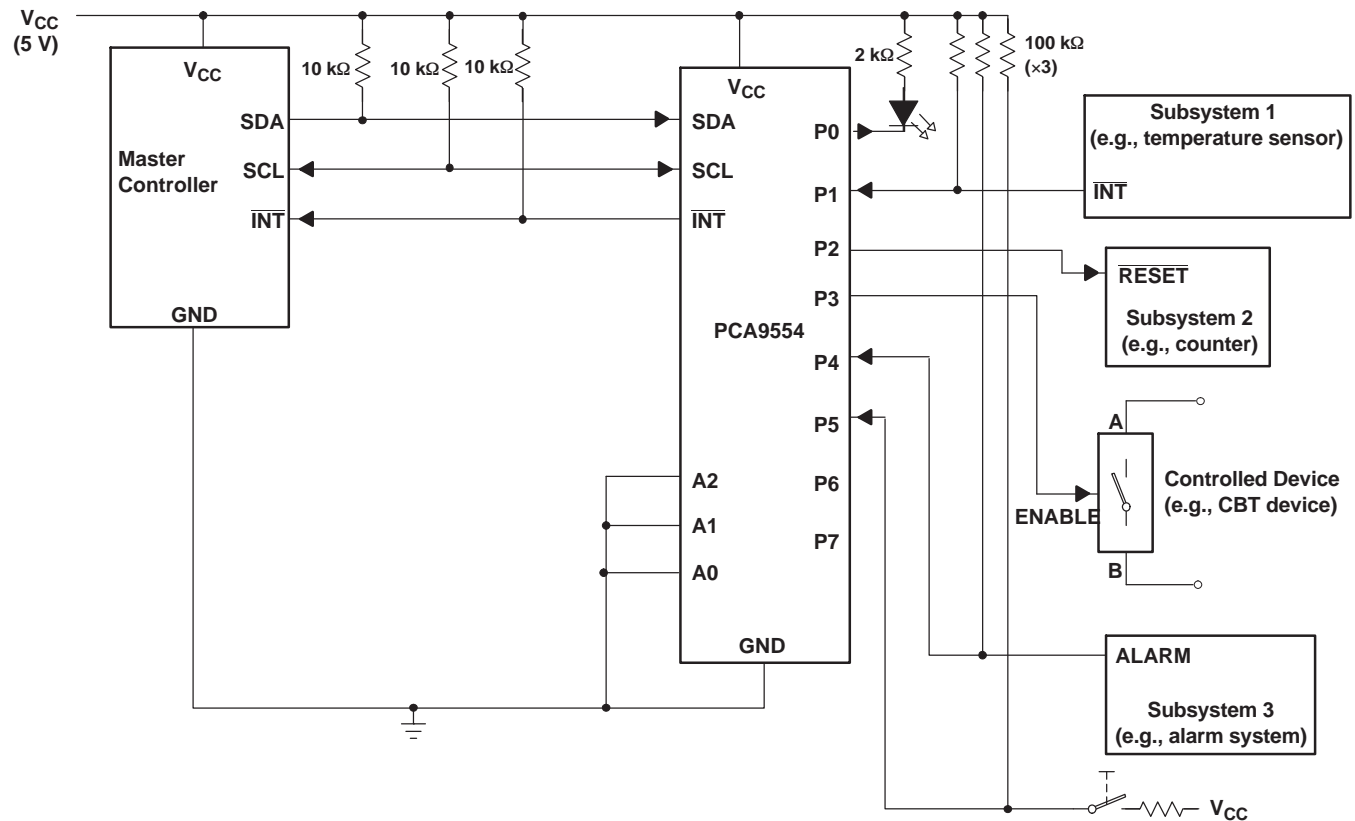 VCC
(5 V)
VCC
10 kΩ
10 kΩ
10 kΩ
SDA
Master
Controller
SCL
INT
GND
VCC
SDA
SCL
INT
PCA9554
A2
A1
A0
GND
P0
P1
P2
P3
P4
P5
P6
P7
2 kΩ
100 kΩ
(×3)
Subsystem 1
(e.g., temperature sensor)
INT
RESET
Subsystem 2
(e.g., counter)
A
Controlled Device
(e.g., CBT device)
ENABLE
B
ALARM
Subsystem 3
(e.g., alarm system)
VCC